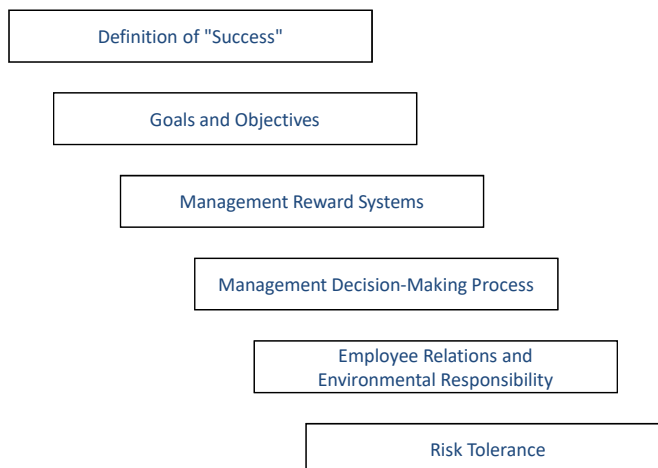 Definition of "Success"
Goals and Objectives
Management Reward Systems
Management Decision-Making Process
Employee Relations and
Environmental Responsibility
Risk Tolerance